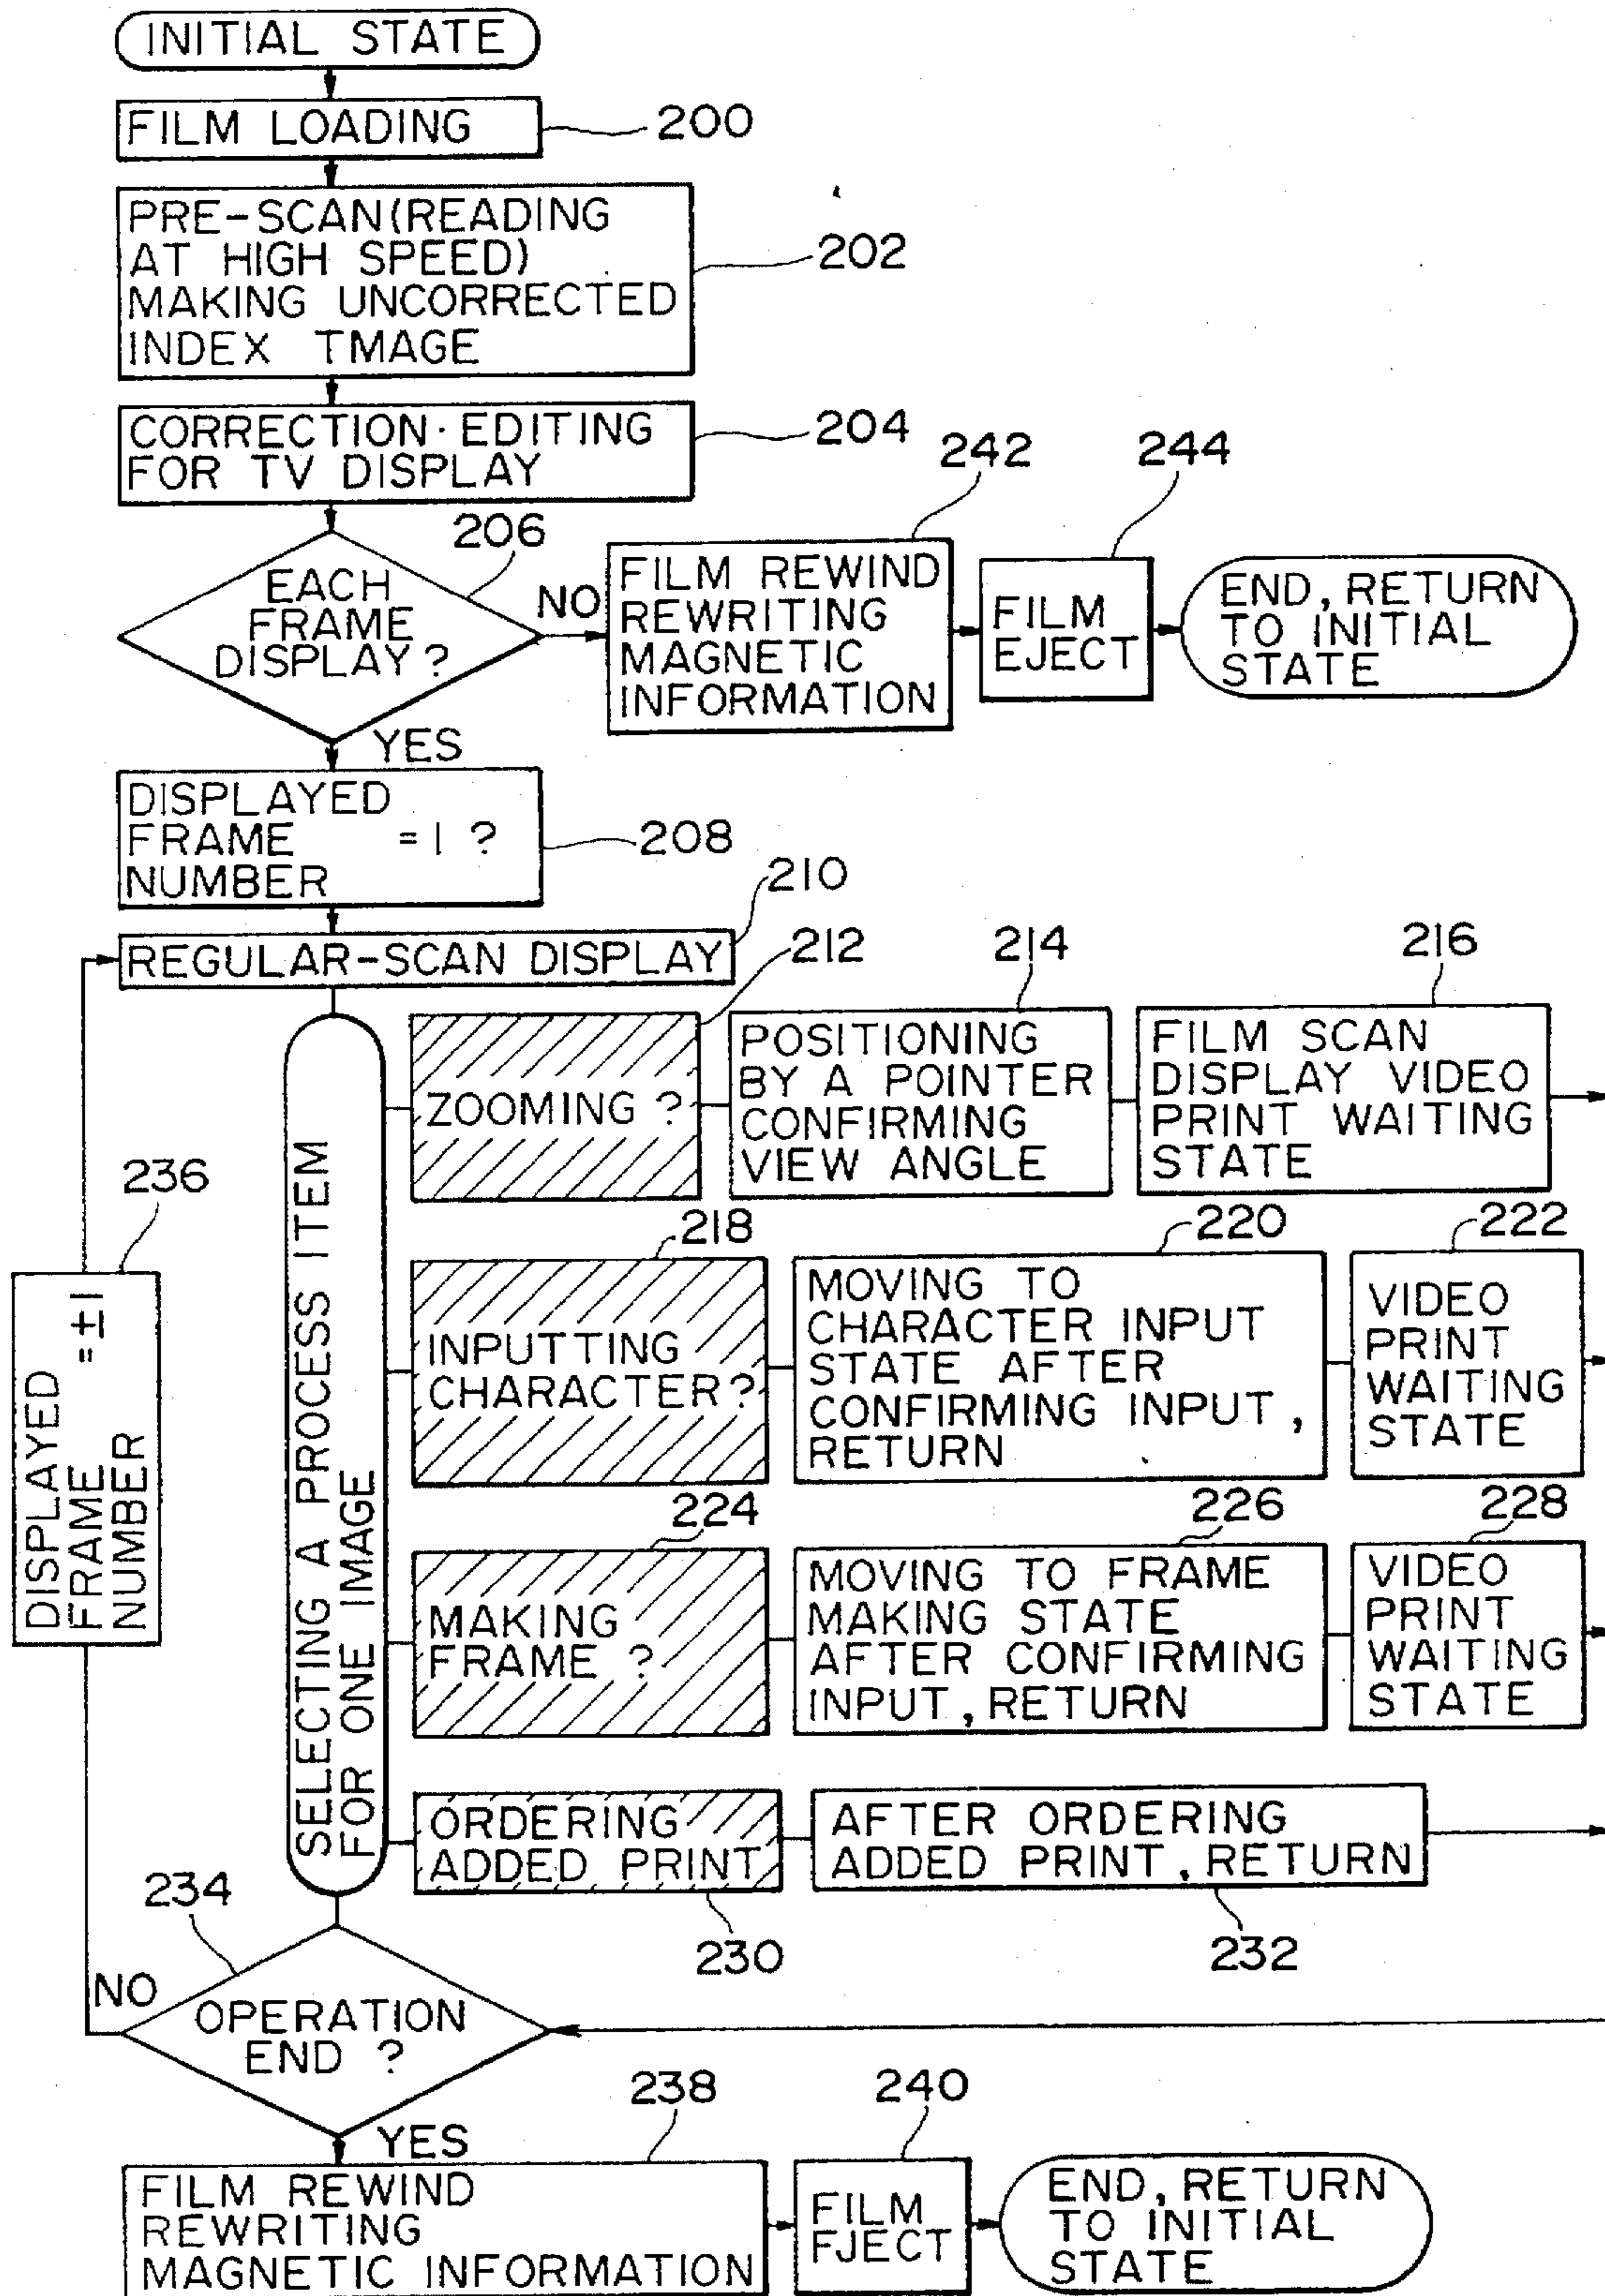 INITIAL STATE
FILM LOADING
200
PRE-SCAN(READING
AT HIGH SPEED)
MAKING UNCORRECTED
INDEX TMAGE
202
CORRECTION·EDITING
FOR TV DISPLAY
204
206
EACH
FRAME
DISPLAY?
NO
242
FILM REWIND
REWRITING
MAGNETIC
INFORMATION
244
FILM
EJECT
END, RETURN
TO INITIAL
STATE
YES
DISPLAYED
FRAME = 1 ?
NUMBER
208
210
REGULAR-SCAN DISPLAY
SELECTING A PROCESS ITEM
FOR ONE IMAGE
212
ZOOMING ?
214
POSITIONING
BY A POINTER
CONFIRMING
VIEW ANGLE
216
FILM SCAN
DISPLAY VIDEO
PRINT WAITING
STATE
236
DISPLAYED
FRAME = ±1
NUMBER
218
INPUTTING
CHARACTER?
220
MOVING TO
CHARACTER INPUT
STATE AFTER
CONFIRMING INPUT,
RETURN
222
VIDEO
PRINT
WAITING
STATE
224
MAKING
FRAME ?
226
MOVING TO FRAME
MAKING STATE
AFTER CONFIRMING
INPUT, RETURN
228
VIDEO
PRINT
WAITING
STATE
ORDERING
ADDED PRINT
230
AFTER ORDERING
ADDED PRINT, RETURN
232
234
NO
OPERATION
END ?
YES
238
FILM REWIND
REWRITING
MAGNETIC INFORMATION
240
FILM
FJECT
END, RETURN
TO INITIAL
STATE